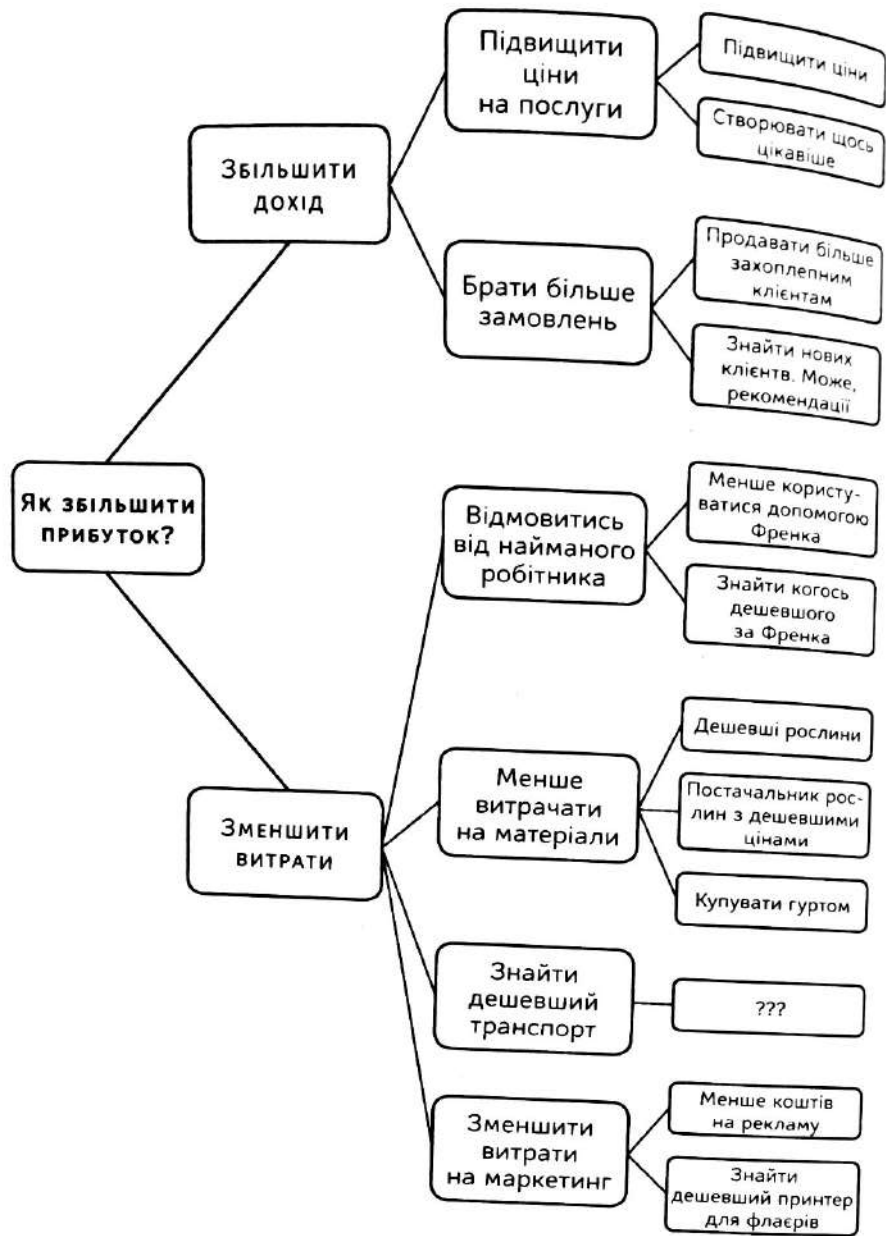 Підвищити
ціни
на послуги
Підвищити ціни
Створювати щось
цікавіше
Збільшити
дохід
Брати більше
замовлень
Продавати більше
захоплепним
клієнтам
Знайти нових
клієнтв. Може,
рекомендації
Як збільшити
прибуток?
Відмовитись
від найманого
робітника
Менше користу-
ватися допомогою
Френка
Знайти когось
дешевшого
за Френка
Зменшити
витрати
Менше
витрачати
на матеріали
Дешевші рослини
Постачальник рос-
лин з дешевшими
цінами
Купувати гуртом
Знайти
дешевший
транспорт
???
Зменшити
витрати
на маркетинг
Менше коштів
на рекламу
Знайти
дешевший принтер
для флаєрів